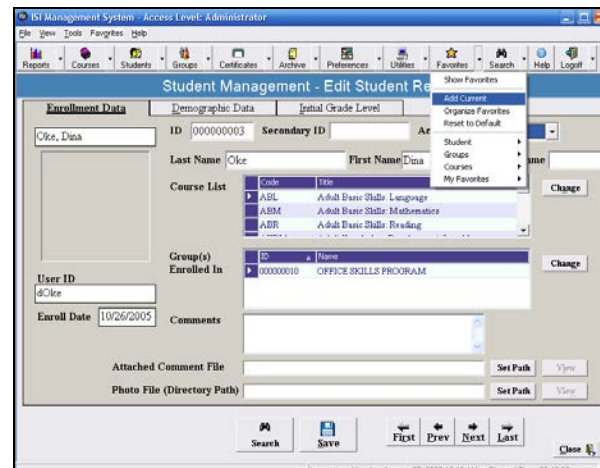 ISI Management System - Access Level: Administrator
File View Tools Favorites Help
Reports Courses Students Groups Certificates Archive Preferences Utilities Favorites Search Help Logoff
Student Management - Edit Student Re
Show Favorites
Add Current
Organize Favorites
Reset to Default
Student
Groups
Courses
My Favorites
Enrollment Data Demographic Data Initial Grade Level
Oke, Dina
ID 000000003 Secondary ID Ac
Last Name Oke First Name Dina ame
Course List Code Title Change
ABL Adult Basic Skills: Language
ABM Adult Basic Skills: Mathematics
ABR Adult Basic Skills: Reading
Group(s)
Enrolled In
ID Name
000000010 OFFICE SKILLS PROGRAM
Change
User ID
dOke
Enroll Date 10/26/2005
Comments
Attached Comment File Set Path View
Photo File (Directory Path) Set Path View
Search Save First Prev Next Last
Close